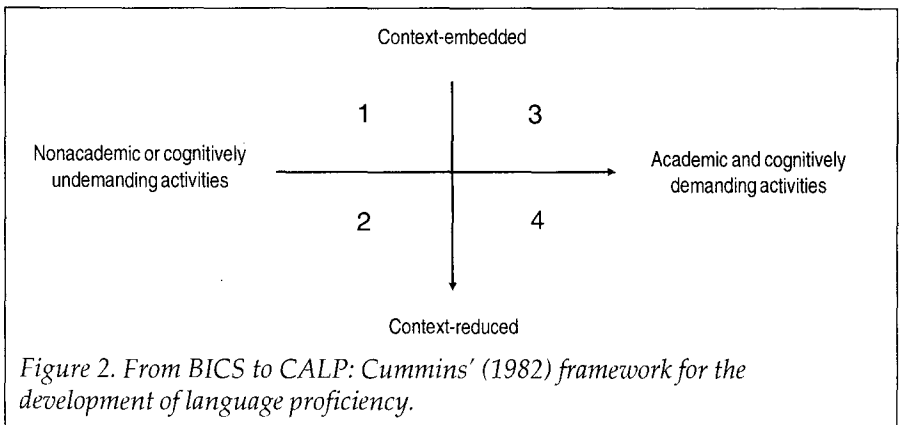 Context-embedded
1 3
Nonacademic or cognitively
undemanding activities
Academic and cognitively
demanding activities
2 4
Context-reduced
Figure 2. From BICS to CALP: Cummins' (1982) framework for the
development of language proficiency.